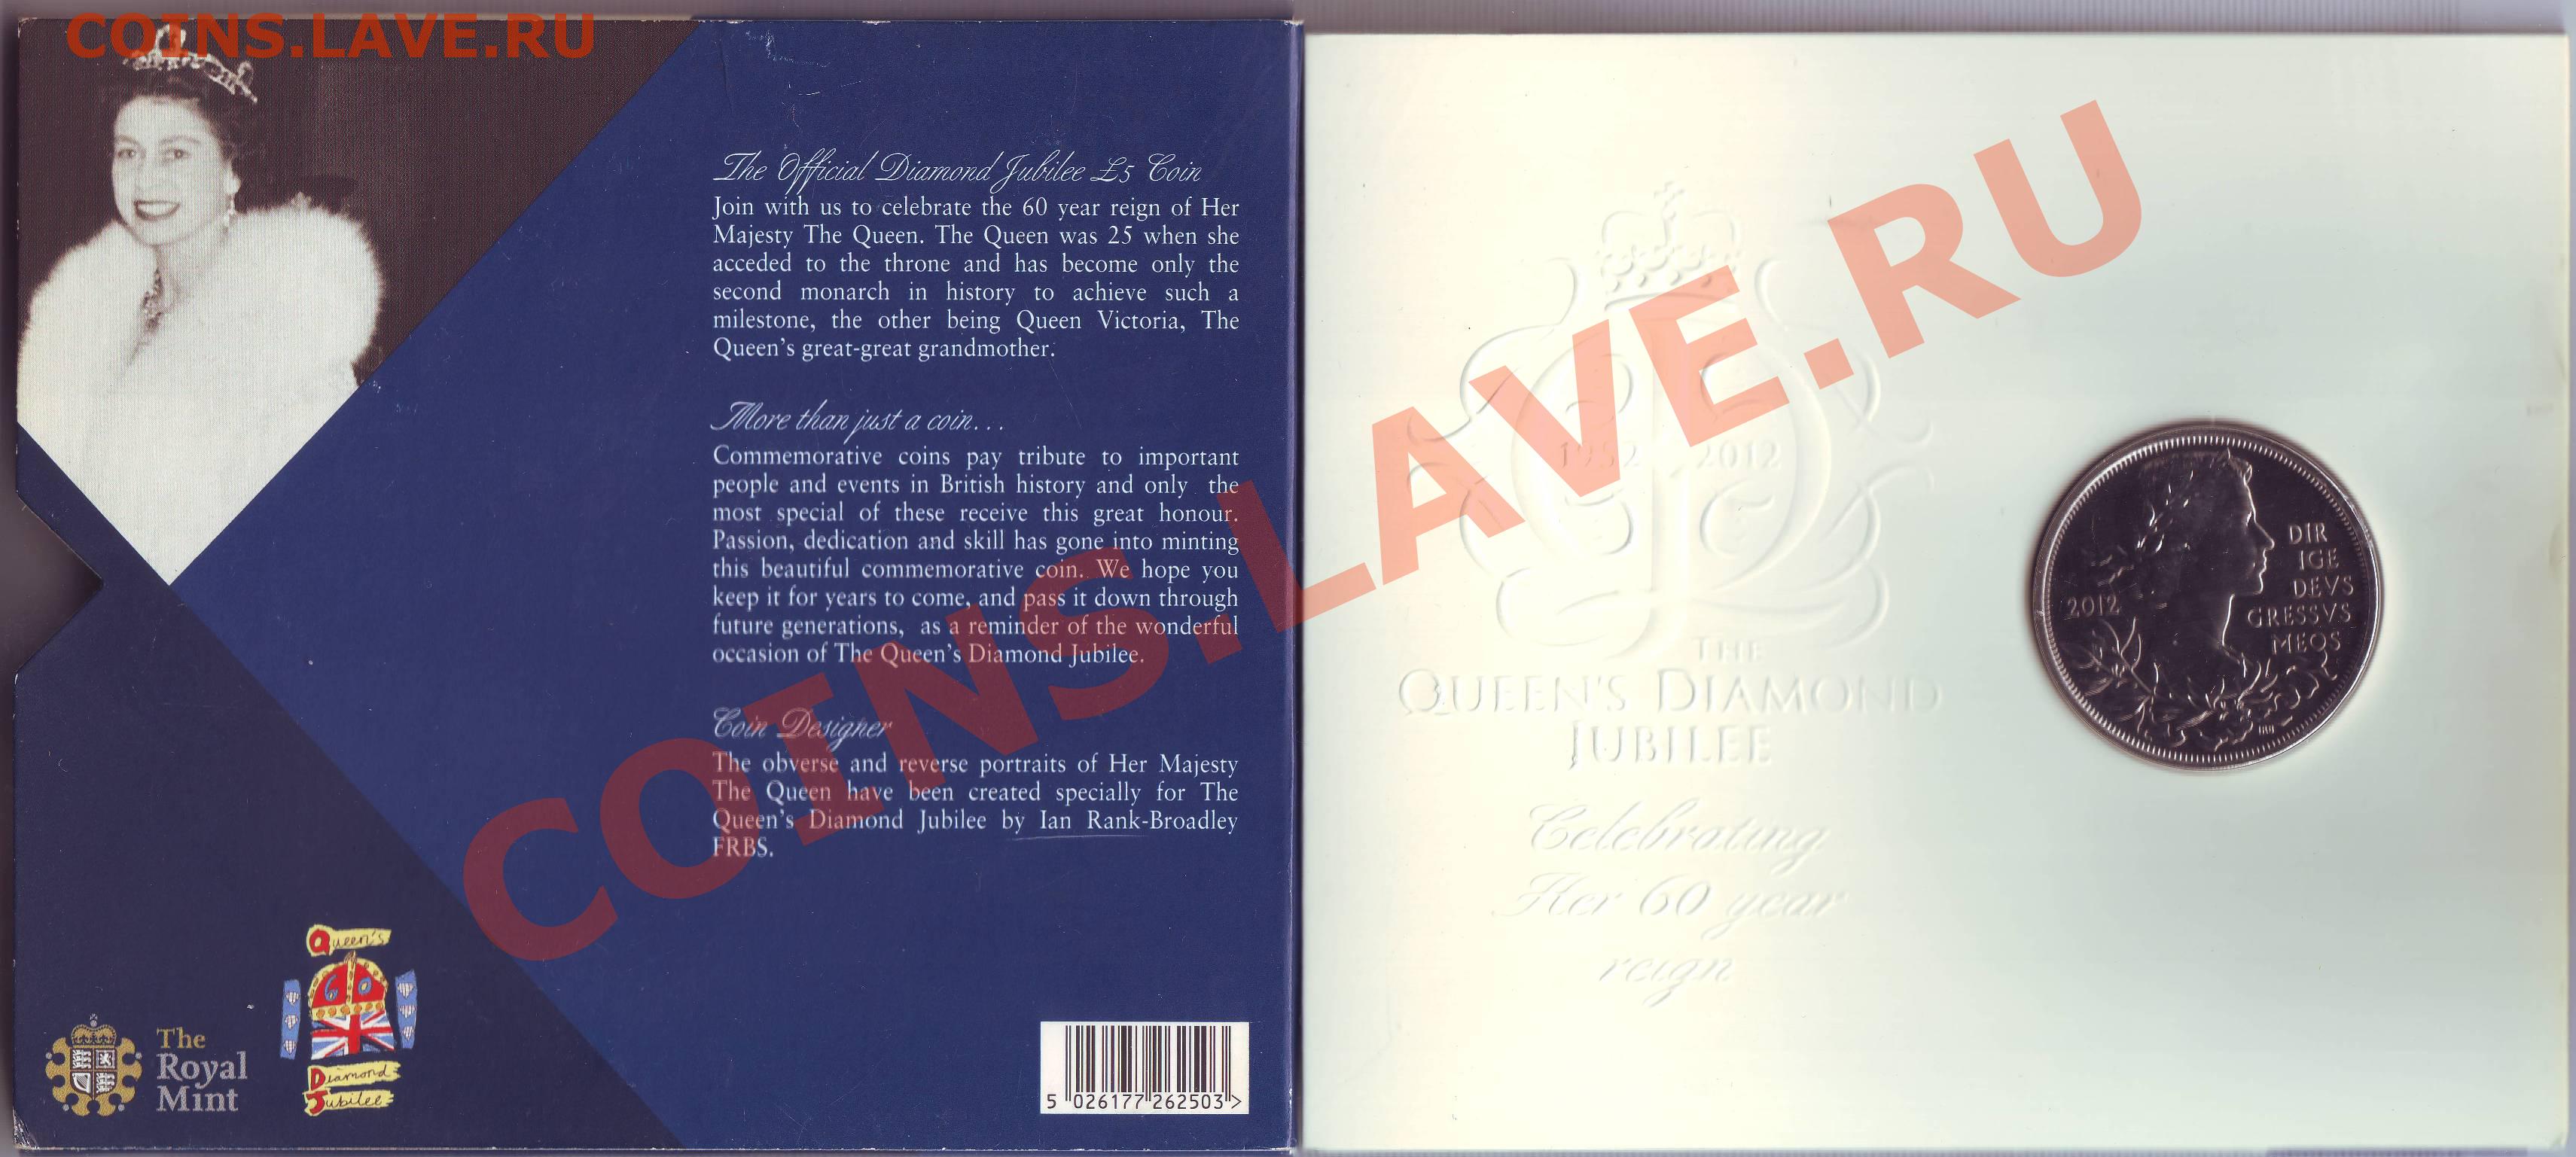 COINS.LAVE.RU
The Official Diamond Jubilee £5 Coin
Join with us to celebrate the 60 year reign of Her
Majesty The Queen. The Queen was 25 when she
acceded to the throne and has become only the
second monarch in history to achieve such a
milestone, the other being Queen Victoria, The
Queen's great-great grandmother.
More than just a coin...
Commemorative coins pay tribute to important
people and events in British history and only the
most special of these receive this great honour.
Passion, dedication and skill has gone into minting
this beautiful commemorative coin. We hope you
keep it for years to come, and pass it down through
future generations, as a reminder of the wonderful
occasion of The Queen's Diamond Jubilee.
Coin Designer
The obverse and reverse portraits of Her Majesty
The Queen have been created specially for The
Queen's Diamond Jubilee by Ian Rank-Broadley
FRBS.
The
Royal
Mint
Queen's
60
Diamond
Jubilee
5 026177 262503 >
COINS.LAVE.RU
1952 2012
THE
QUEEN'S DIAMOND
JUBILEE
Celebrating
Her 60 year
reign
2012
DIR
IGE
DEVS
GRESSVS
MEOS
IRB